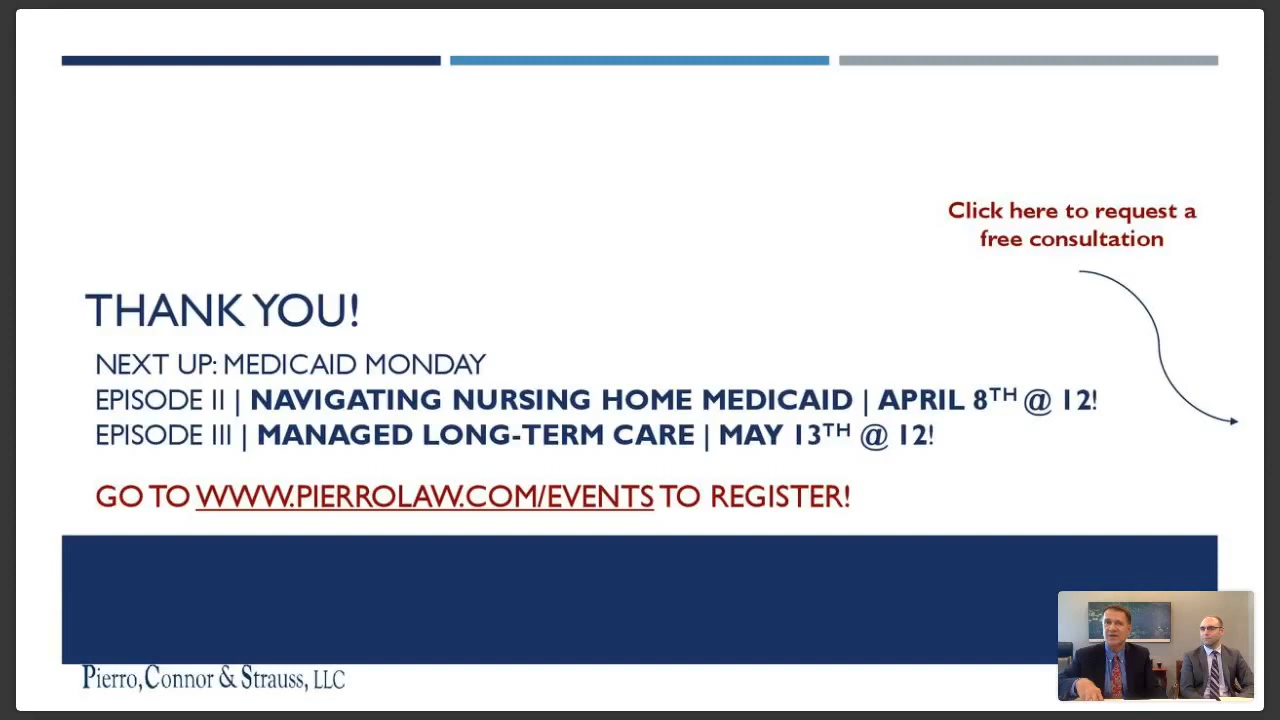 Click here to request a
free consultation
THANK YOU!
NEXT UP: MEDICAID MONDAY
EPISODE II | NAVIGATING NURSING HOME MEDICAID | APRIL 8TH @ 12!
EPISODE III | MANAGED LONG-TERM CARE | MAY 13TH @ 12!
GO TO WWW.PIERROLAW.COM/EVENTS TO REGISTER!
Pierro, Connor & Strauss, LLC